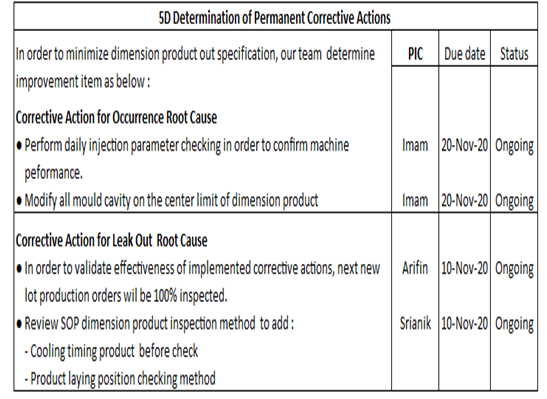 5D Determination of Permanent Corrective Actions
In order to minimize dimension product out specification, our team determine PIC Due date Status
improvement item as below :
Corrective Action for Occurrence Root Cause
● Perform daily injection parameter checking in order to confirm machine Imam 20-Nov-20 Ongoing
peformance.
● Modify all mould cavity on the center limit of dimension product Imam 20-Nov-20 Ongoing
Corrective Action for Leak Out Root Cause
● In order to validate effectiveness of implemented corrective actions, next new Arifin 10-Nov-20 Ongoing
lot production orders wil be 100% inspected.
● Review SOP dimension product inspection method to add : Srianik 10-Nov-20 Ongoing
- Cooling timing product before check
- Product laying position checking method